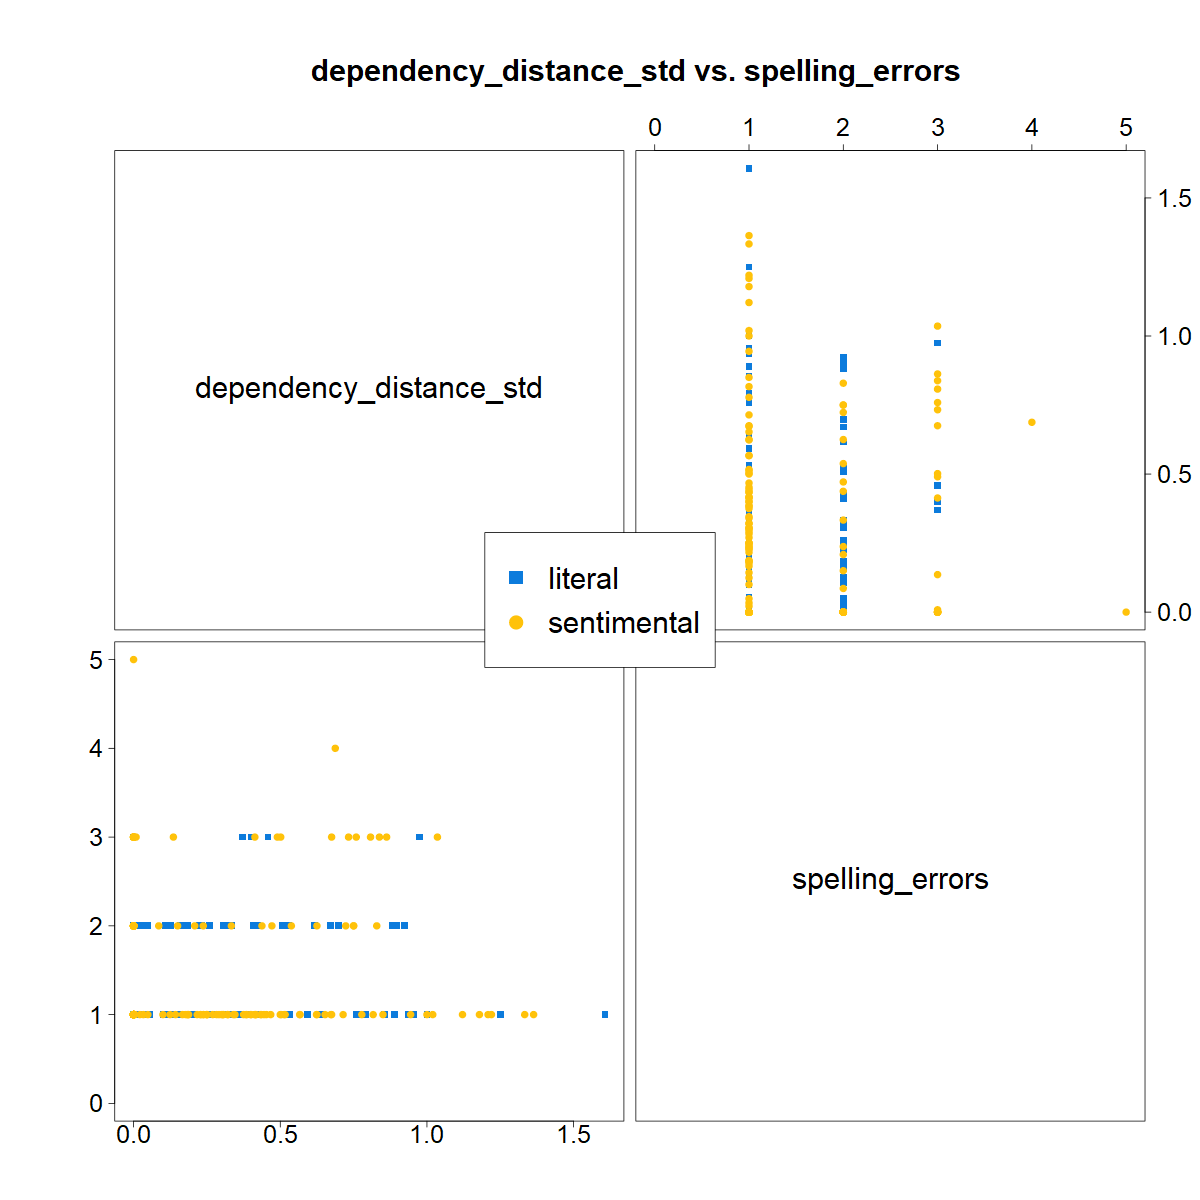 dependency_distance_std vs. spelling_errors
0 1 2 3 4 5
dependency_distance_std
1.5
1.0
0.5
0.0
literal
sentimental
5
4
3
2
1
0
spelling_errors
0.0 0.5 1.0 1.5